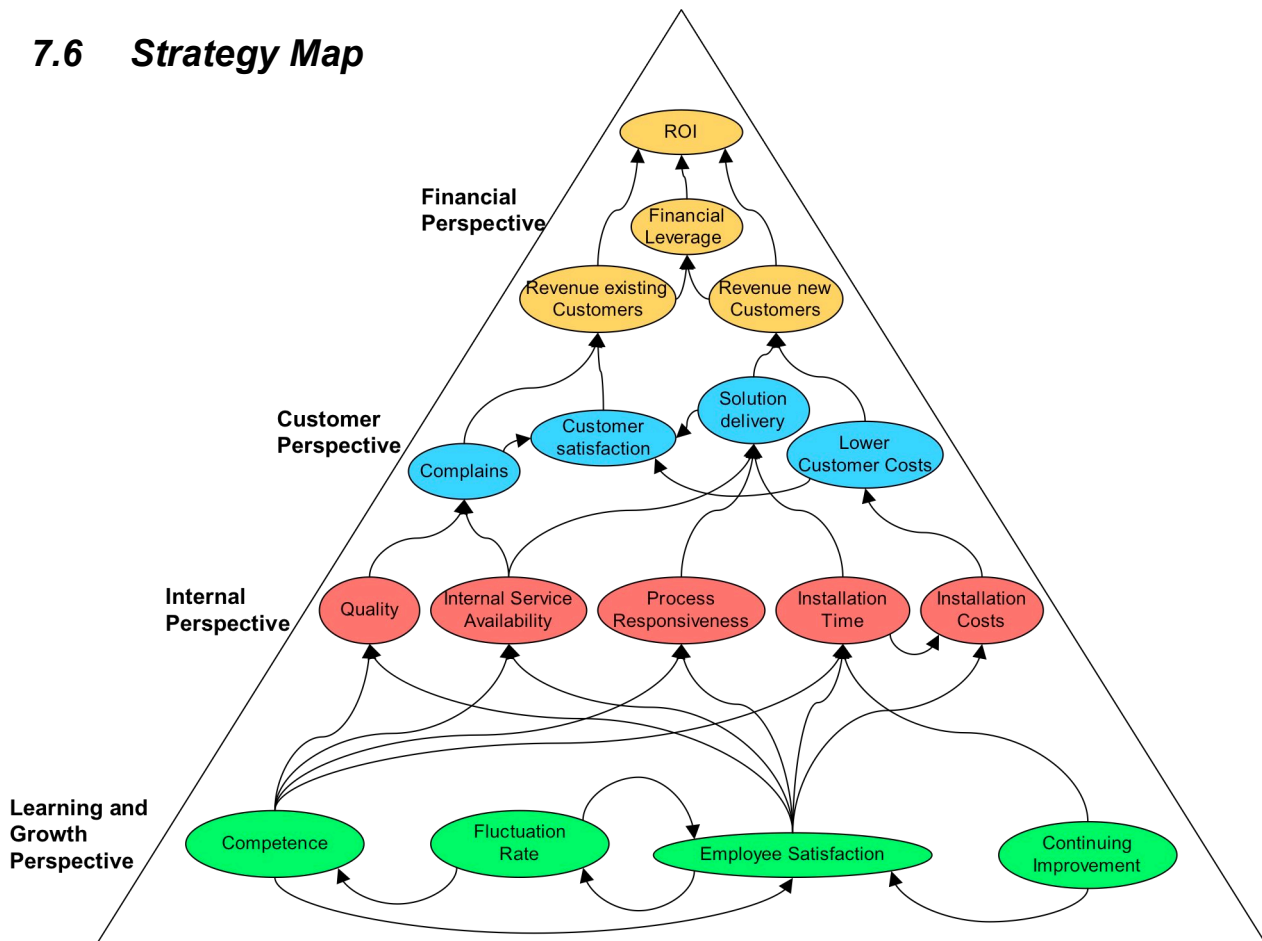 7.6 Strategy Map
ROI
Financial
Perspective
Financial
Leverage
Revenue existing
Customers
Revenue new
Customers
Customer
Perspective
Complains
Customer
satisfaction
Solution
delivery
Lower
Customer Costs
Internal
Perspective
Quality
Internal Service
Availability
Process
Responsiveness
Installation
Time
Installation
Costs
Learning and
Growth
Perspective
Competence
Fluctuation
Rate
Employee Satisfaction
Continuing
Improvement